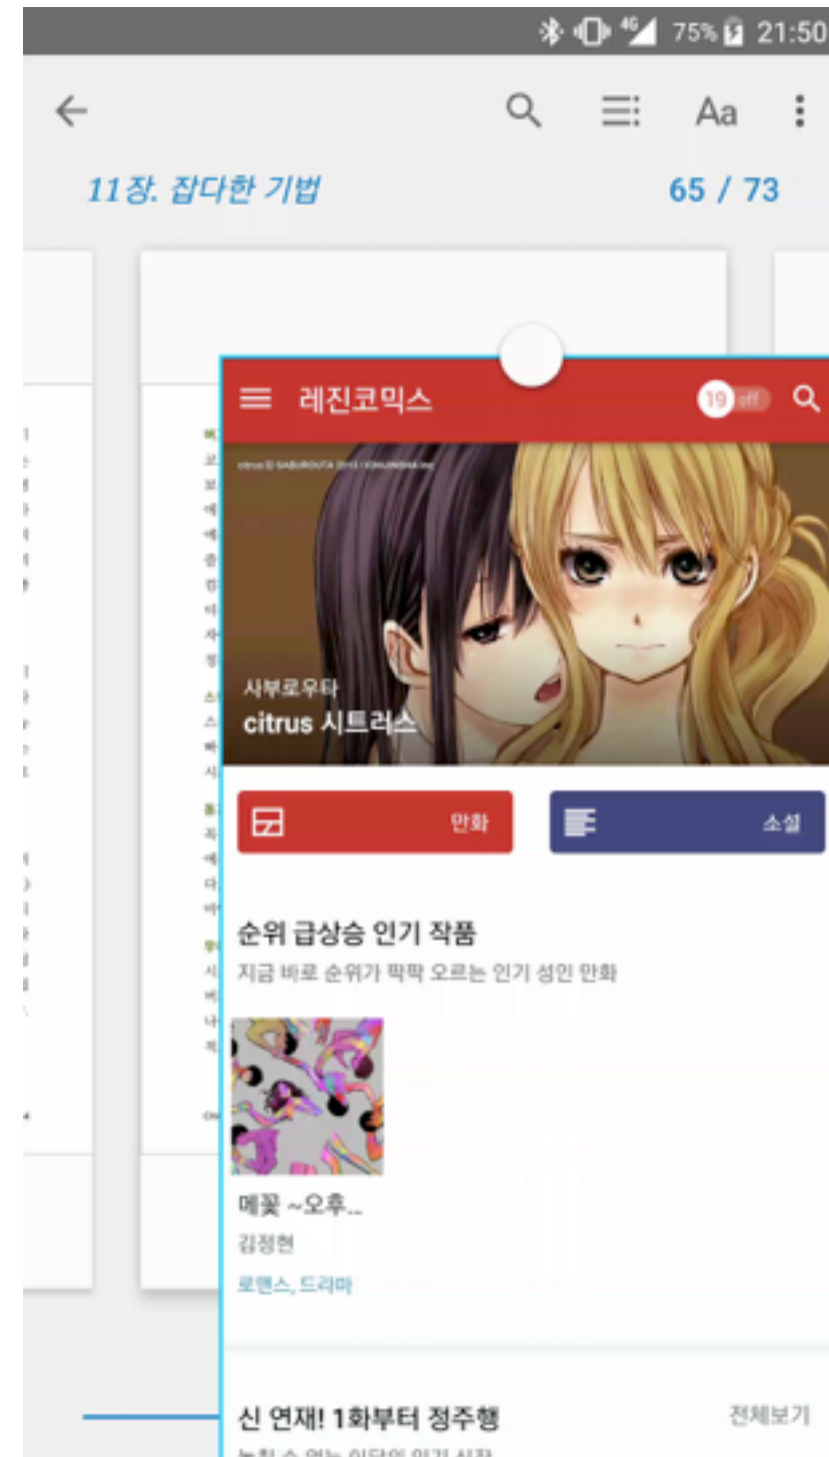 4G 75% 21:50
Aa
11장. 잡다한 기법
65 / 73
레진코믹스
19 off
사부로우타
citrus 시트러스
만화
소설
순위 급상승 인기 작품
지금 바로 순위가 팍팍 오르는 인기 성인 만화
메꽃 ~오후...
김정현
로맨스, 드라마
신 연재! 1화부터 정주행
전체보기